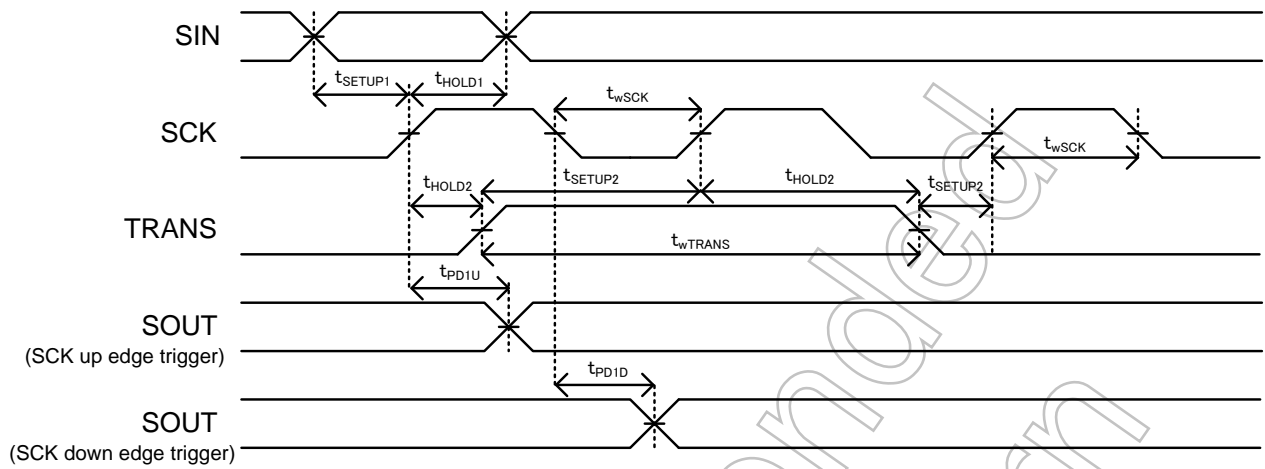 SIN
tSETUP1
tHOLD1
SCK
twSCK
twSCK
tHOLD2
tSETUP2
tHOLD2
tSETUP2
TRANS
twTRANS
tPD1U
SOUT
(SCK up edge trigger)
tPD1D
SOUT
(SCK down edge trigger)